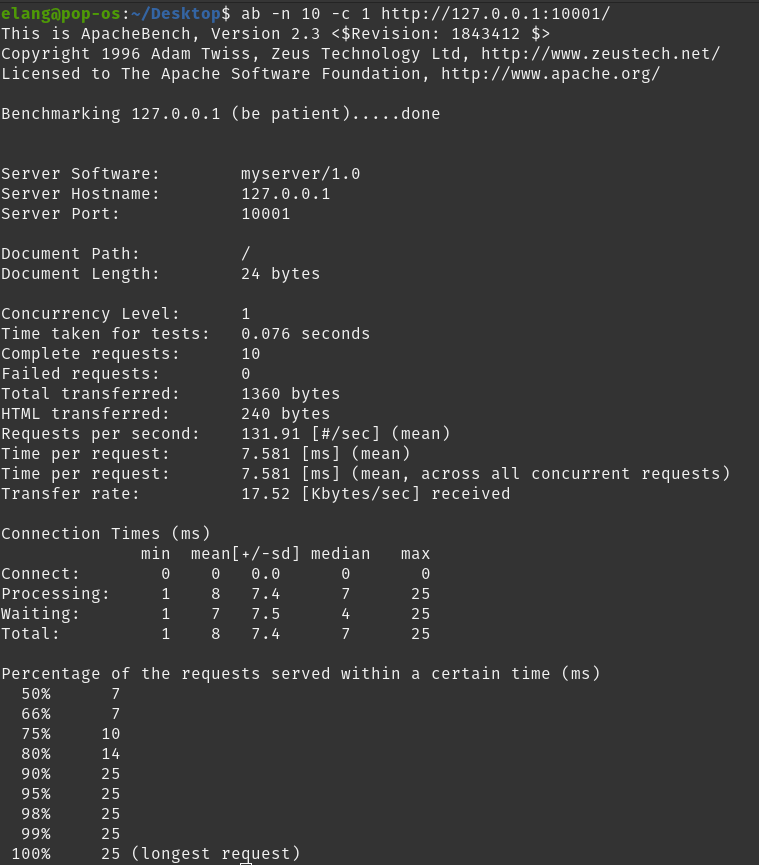 elang@pop-os:~/Desktop$ ab -n 10 -c 1 http://127.0.0.1:10001/
This is ApacheBench, Version 2.3 <$Revision: 1843412 $>
Copyright 1996 Adam Twiss, Zeus Technology Ltd, http://www.zeustech.net/
Licensed to The Apache Software Foundation, http://www.apache.org/

Benchmarking 127.0.0.1 (be patient).....done


Server Software:        myserver/1.0
Server Hostname:        127.0.0.1
Server Port:            10001

Document Path:          /
Document Length:        24 bytes

Concurrency Level:      1
Time taken for tests:   0.076 seconds
Complete requests:      10
Failed requests:        0
Total transferred:      1360 bytes
HTML transferred:       240 bytes
Requests per second:    131.91 [#/sec] (mean)
Time per request:       7.581 [ms] (mean)
Time per request:       7.581 [ms] (mean, across all concurrent requests)
Transfer rate:          17.52 [Kbytes/sec] received

Connection Times (ms)
              min  mean[+/-sd] median   max
Connect:        0    0   0.0      0       0
Processing:     1    8   7.4      7      25
Waiting:        1    7   7.5      4      25
Total:          1    8   7.4      7      25

Percentage of the requests served within a certain time (ms)
  50%      7
  66%      7
  75%     10
  80%     14
  90%     25
  95%     25
  98%     25
  99%     25
 100%     25 (longest request)